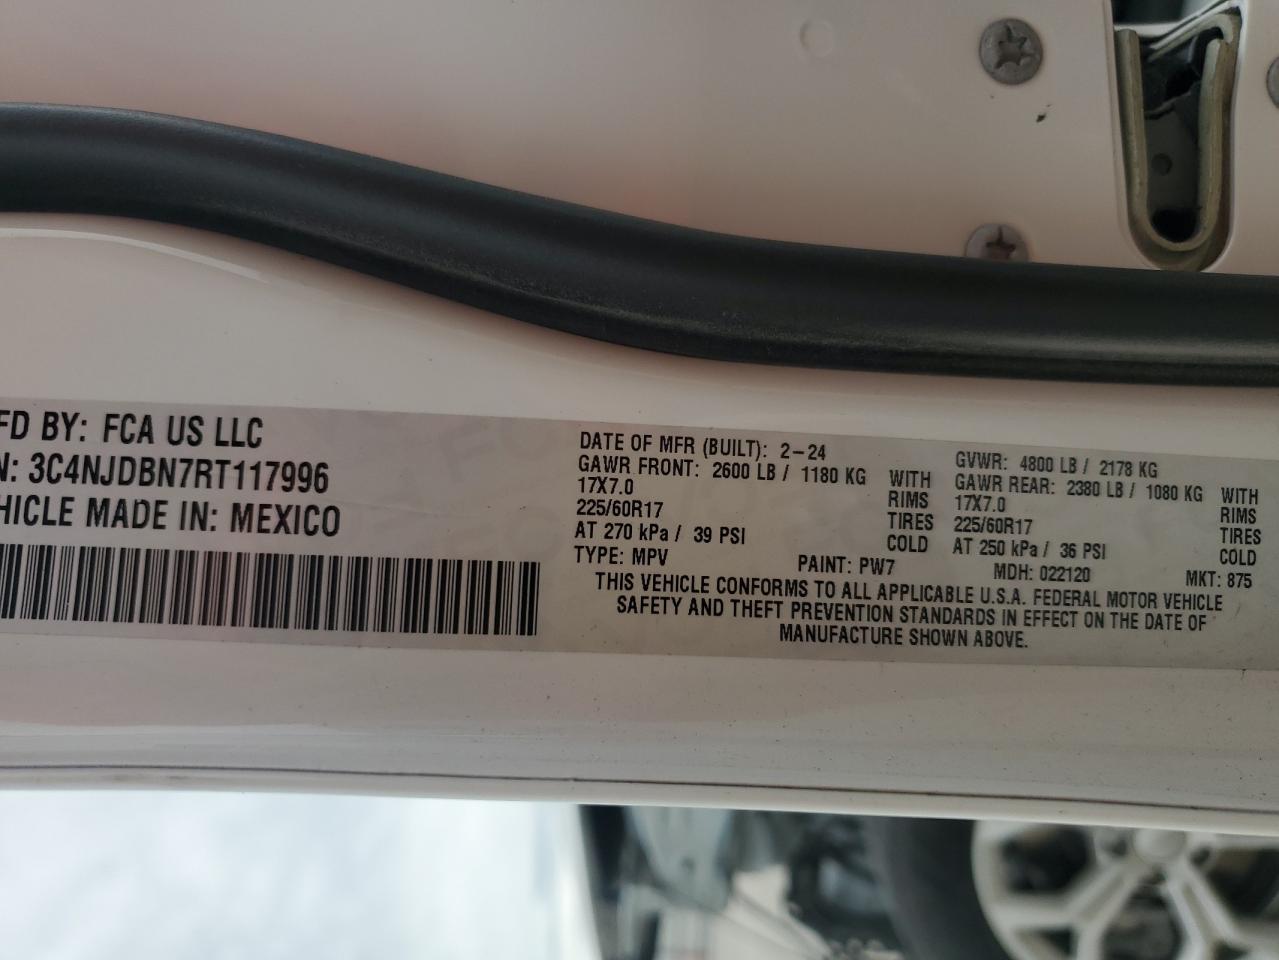 FD BY: FCA US LLC
N: 3C4NJDBN7RT117996
HICLE MADE IN: MEXICO
DATE OF MFR (BUILT): 2-24
GAWR FRONT: 2600 LB / 1180 KG WITH
17X7.0 RIMS
225/60R17 TIRES
AT 270 kPa / 39 PSI COLD
GVWR: 4800 LB / 2178 KG
GAWR REAR: 2380 LB / 1080 KG WITH
17X7.0 RIMS
225/60R17 TIRES
AT 250 kPa / 36 PSI COLD
TYPE: MPV PAINT: PW7 MDH: 022120 MKT: 875
THIS VEHICLE CONFORMS TO ALL APPLICABLE U.S.A. FEDERAL MOTOR VEHICLE
SAFETY AND THEFT PREVENTION STANDARDS IN EFFECT ON THE DATE OF
MANUFACTURE SHOWN ABOVE.